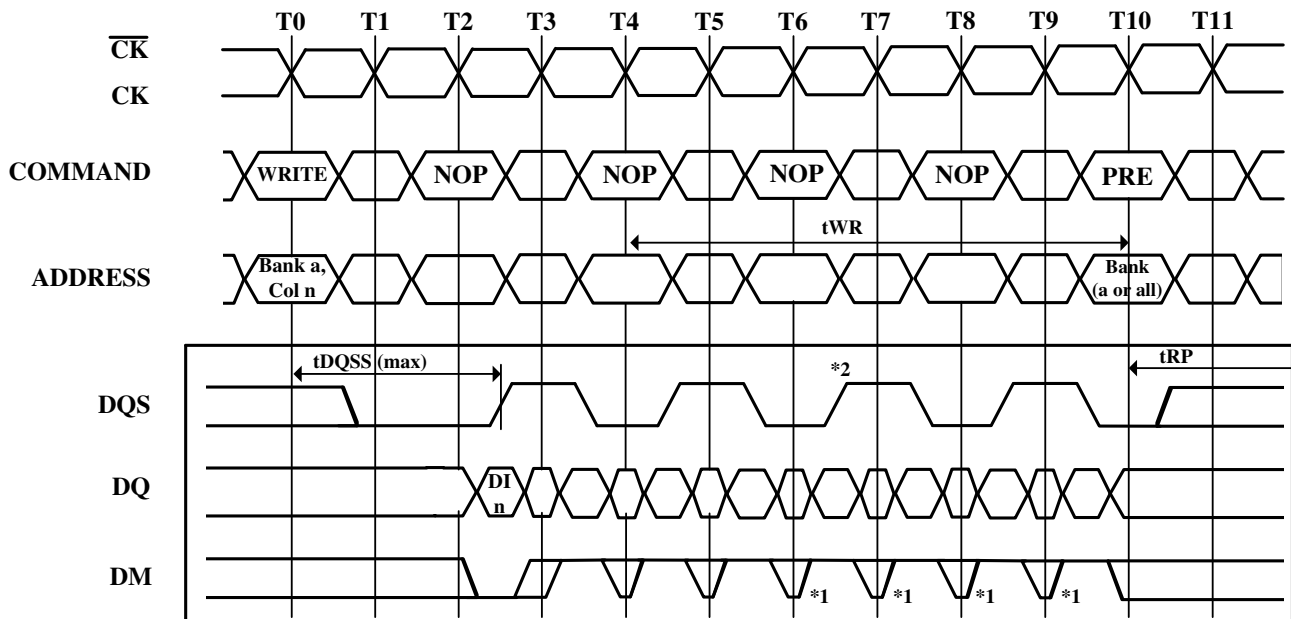 T0 T1 T2 T3 T4 T5 T6 T7 T8 T9 T10 T11
CK
CK
COMMAND WRITE NOP NOP NOP NOP PRE
tWR
ADDRESS Bank a, Col n Bank (a or all)
tDQSS (max) *2 tRP
DQS
DQ DI n
DM *1 *1 *1 *1